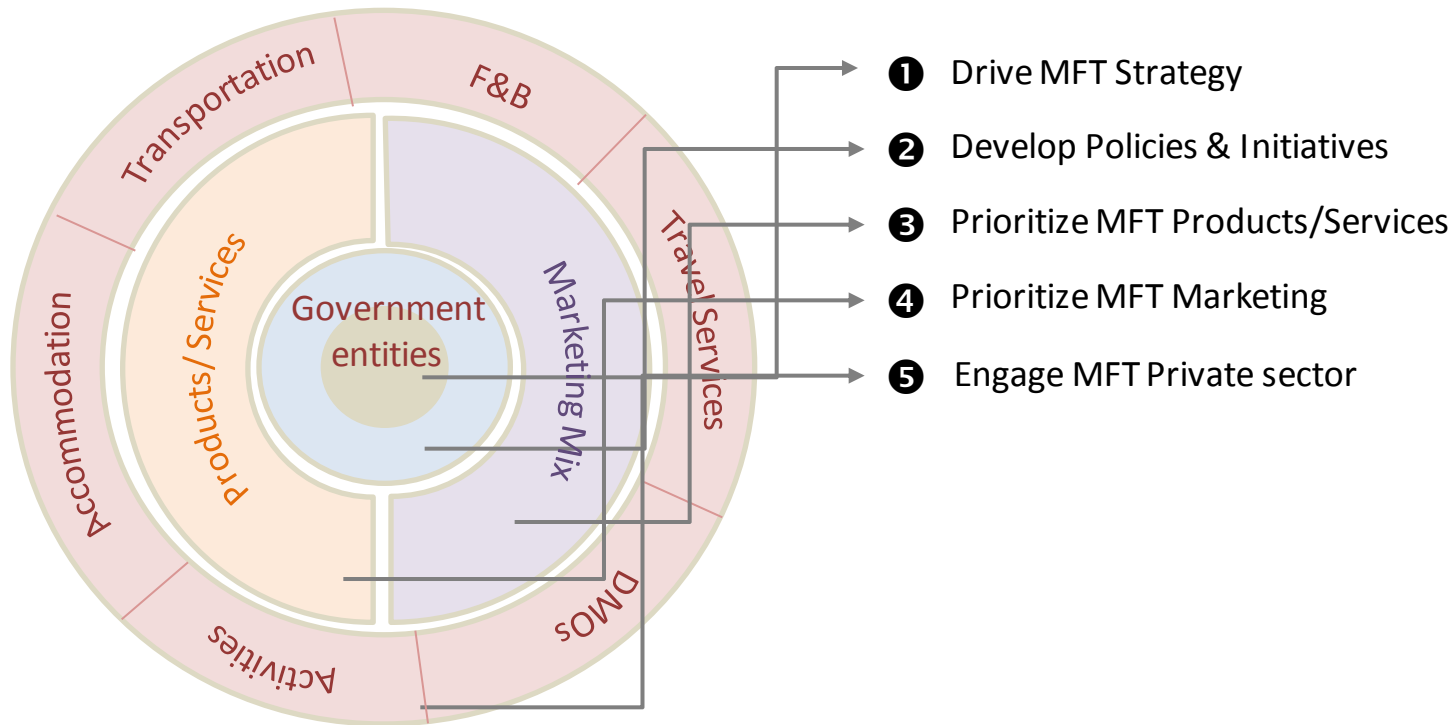 Transportation
F&B
Travel Services
DMOs
Activities
Accommodation
Products/ Services
Marketing Mix
Government
entities
❶ Drive MFT Strategy
❷ Develop Policies & Initiatives
❸ Prioritize MFT Products/Services
❹ Prioritize MFT Marketing
❺ Engage MFT Private sector